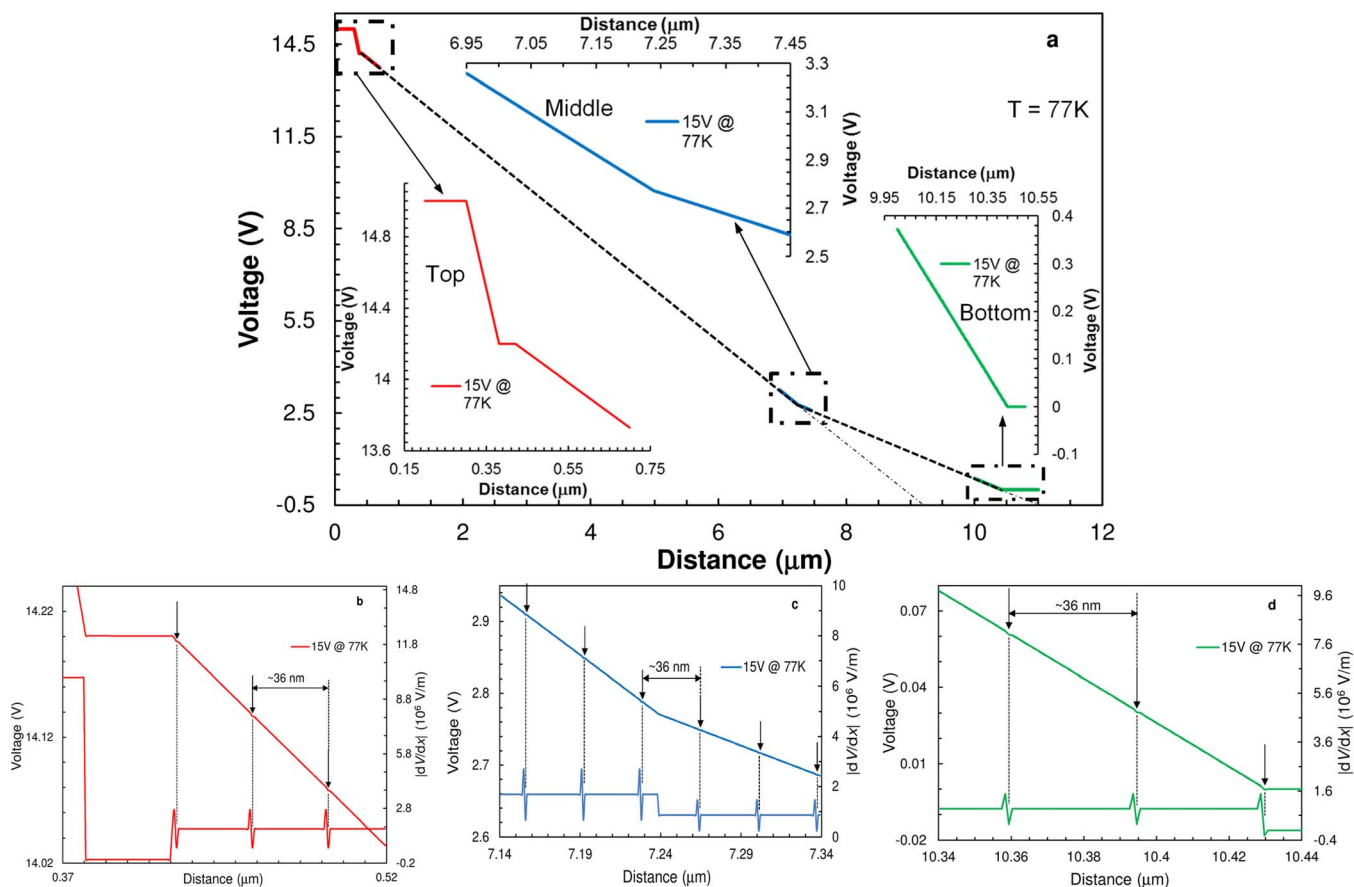 a
T = 77K
Voltage (V)
14.5
11.5
8.5
5.5
2.5
-0.5
0
2
4
6
8
10
12
Distance (μm)
Distance (μm)
6.95
7.05
7.15
7.25
7.35
7.45
3.3
3.1
2.9
2.7
2.5
Voltage (V)
Middle
15V @
77K
Distance (μm)
9.95
10.15
10.35
10.55
0.4
0.3
0.2
0.1
0
-0.1
Voltage (V)
15V @
77K
Bottom
14.8
14.4
14
13.6
Voltage (V)
Top
15V @
77K
0.15
0.35
0.55
0.75
Distance (μm)
b
14.22
14.12
14.02
Voltage (V)
15V @ 77K
~36 nm
14.8
11.8
8.8
5.8
2.8
-0.2
|dV/dx| (10⁶ V/m)
0.37
Distance (μm)
0.52
c
2.9
2.8
2.7
2.6
Voltage (V)
~36 nm
15V @ 77K
10
8
6
4
2
0
|dV/dx| (10⁶ V/m)
7.14
7.19
7.24
7.29
7.34
Distance (μm)
d
0.07
0.04
0.01
-0.02
Voltage (V)
~36 nm
15V @ 77K
9.6
7.6
5.6
3.6
1.6
-0.4
|dV/dx| (10⁶ V/m)
10.34
10.36
10.38
10.4
10.42
10.44
Distance (μm)